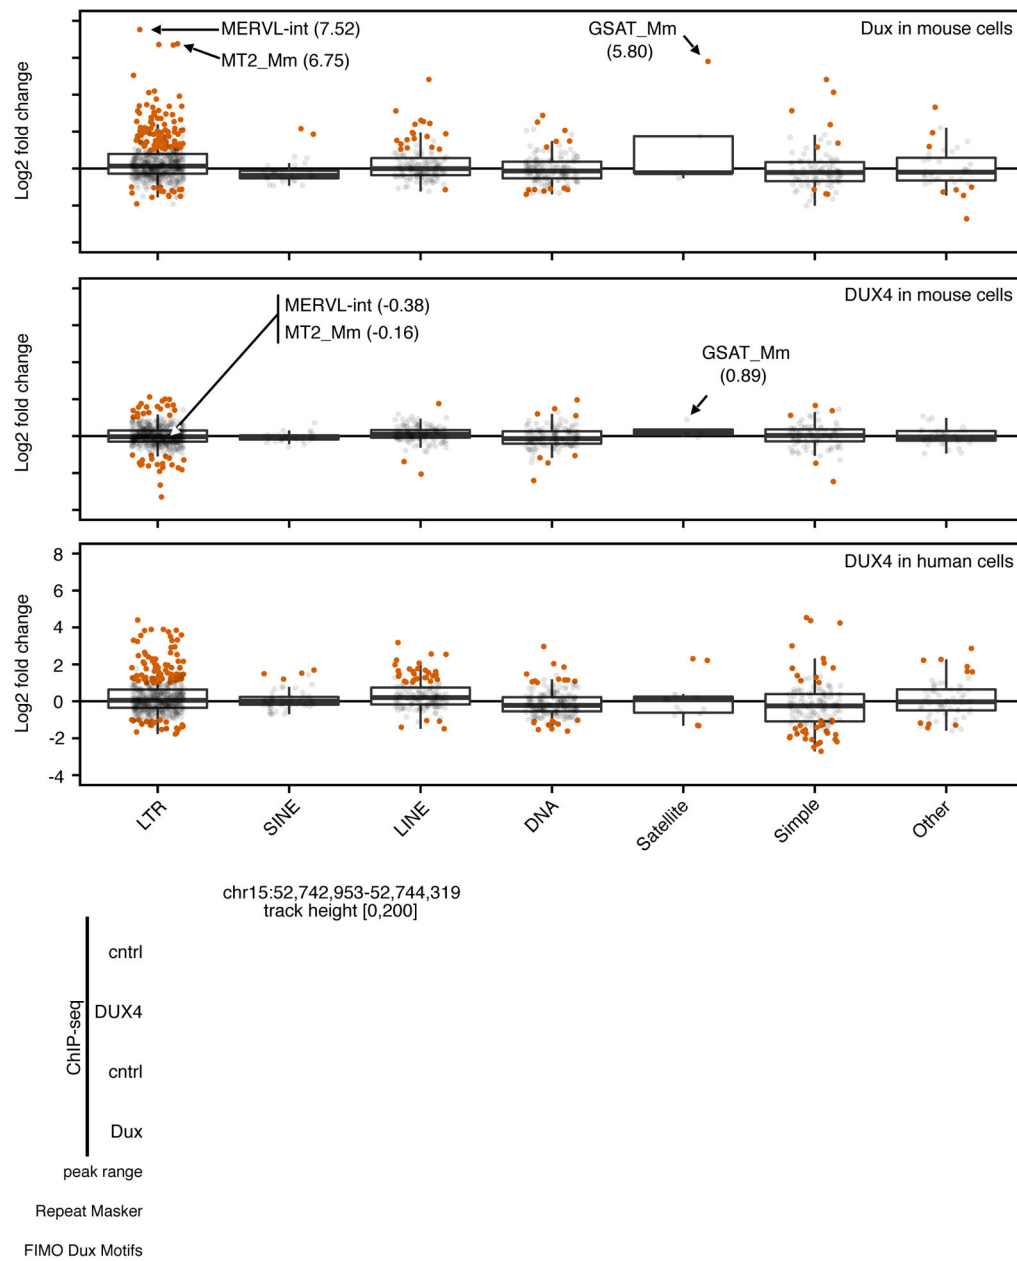 MERVL-int (7.52)
MT2_Mm (6.75)
GSAT_Mm
(5.80)
Dux in mouse cells
Log2 fold change
DUX4 in mouse cells
MERVL-int (-0.38)
MT2_Mm (-0.16)
GSAT_Mm
(0.89)
Log2 fold change
DUX4 in human cells
Log2 fold change
8
6
4
2
0
-2
-4
LTR
SINE
LINE
DNA
Satellite
Simple
Other
chr15:52,742,953-52,744,319
track height [0,200]
ChIP-seq
cntrl
DUX4
cntrl
Dux
peak range
Repeat Masker
FIMO Dux Motifs